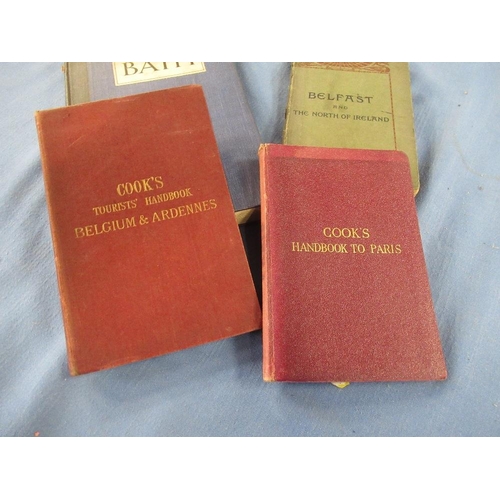 BATH
BELFAST
AND
THE NORTH OF IRELAND
COOK'S
TOURISTS' HANDBOOK
BELGIUM & ARDENNES
COOK'S
HANDBOOK TO PARIS